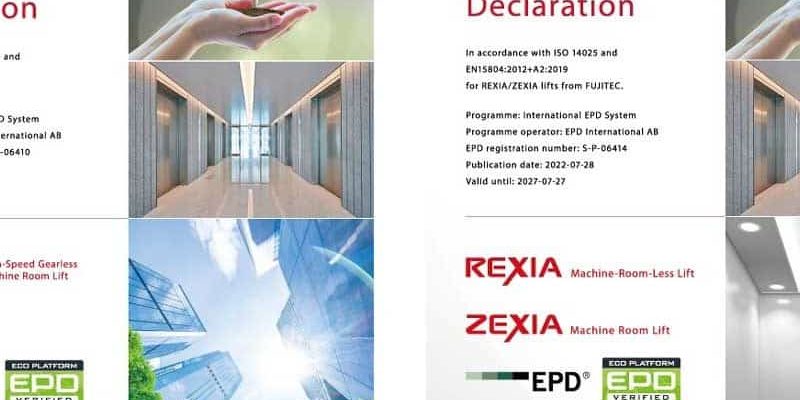 on
and
D System
ernational AB
-06410
-Speed Gearless
hine Room Lift
ECO PLATFORM
EPD
VERIFIED
Declaration
In accordance with ISO 14025 and
EN15804:2012+A2:2019
for REXIA/ZEXIA lifts from FUJITEC.
Programme: International EPD System
Programme operator: EPD International AB
EPD registration number: S-P-06414
Publication date: 2022-07-28
Valid until: 2027-07-27
REXIA Machine-Room-Less Lift
ZEXIA Machine Room Lift
EPD®
ECO PLATFORM
EPD
VERIFIED